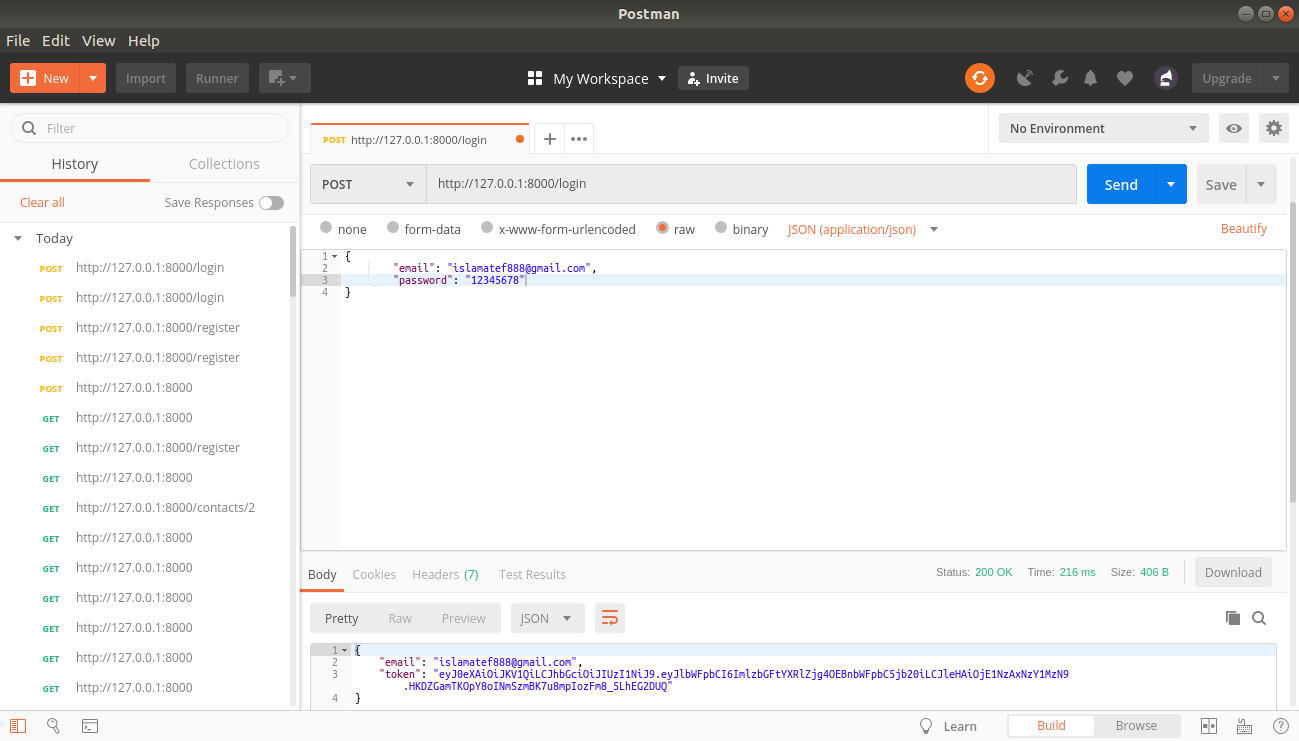 Postman
File Edit View Help
New Import Runner My Workspace Invite Upgrade
Filter
History Collections
Clear all Save Responses
Today
POST http://127.0.0.1:8000/login
POST http://127.0.0.1:8000/login
POST http://127.0.0.1:8000/register
POST http://127.0.0.1:8000/register
POST http://127.0.0.1:8000
GET http://127.0.0.1:8000
GET http://127.0.0.1:8000/register
GET http://127.0.0.1:8000
GET http://127.0.0.1:8000/contacts/2
GET http://127.0.0.1:8000
GET http://127.0.0.1:8000
GET http://127.0.0.1:8000
GET http://127.0.0.1:8000
GET http://127.0.0.1:8000
GET http://127.0.0.1:8000
POST http://127.0.0.1:8000/login
No Environment
POST http://127.0.0.1:8000/login Send Save
none form-data x-www-form-urlencoded raw binary JSON (application/json) Beautify
1 {
2 "email": "islamatef888@gmail.com",
3 "password": "12345678"
4 }
Body Cookies Headers (7) Test Results Status: 200 OK Time: 216 ms Size: 406 B Download
Pretty Raw Preview JSON
1 {
2 "email": "islamatef888@gmail.com",
3 "token": "eyJ0eXAiOiJKV1QiLCJhbGciOiJIUzI1NiJ9.eyJlbWFpbCI6ImlzbGFtYXRlZjg4OEBnbWFpbC5jb20iLCJleHAiOjE1NzAxNzY1MzN9
.HKDZGamTKOpY8oINmSzmBK7u8mpIozFm8_5LhEG2DUQ"
4 }
Learn Build Browse